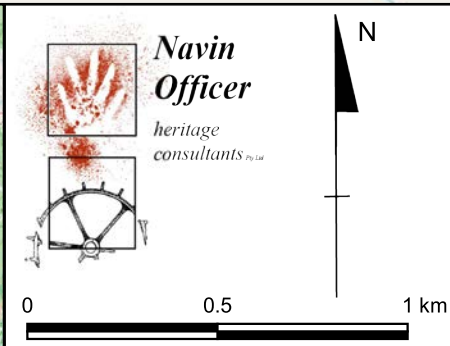 Navin
Officer
heritage
consultants Pty Ltd
N
0 0.5 1 km